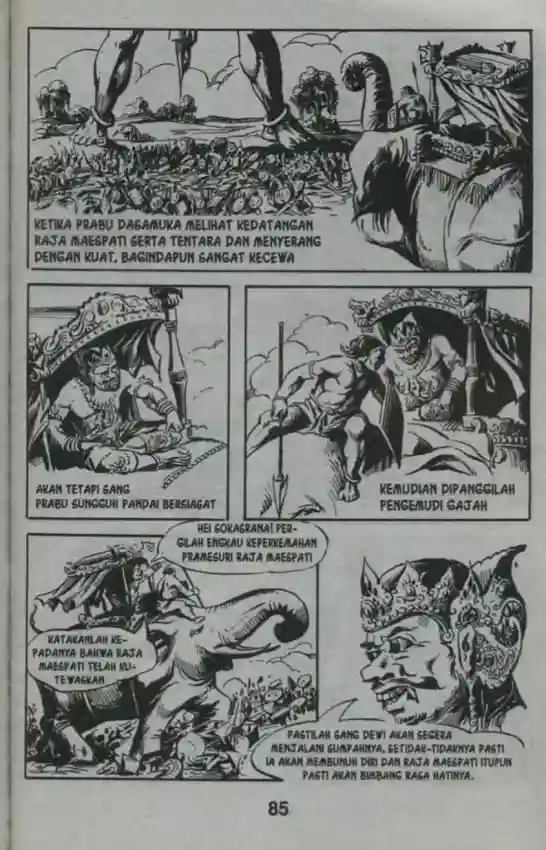 KETIKA PRABU DASAMUKA MELIHAT KEDATANGAN
RAJA MAESPATI SERTA TENTARA DAN MENYERANG
DENGAN KUAT, BAGINDAPUN SANGAT KECEWA
AKAN TETAPI SANG
PRABU SUNGGUH PANDAI BERSIASAT
KEMUDIAN DIPANGGILAH
PENGEMUDI GAJAH
HEI SOKASRANA! PER-
GILAH ENGKAU KEPERKEMAHAN
PRAMESURI RAJA MAESPATI
KATAKANLAH KE-
PADANYA BAHWA RAJA
MAESPATI TELAH KU-
TEWASKAN
PASTILAH SANG DEWI AKAN SEGERA
MENJALANI SUMPAHNYA, SETIDAK-TIDAKNYA PASTI
IA AKAN MEMBUNUH DIRI DAN RAJA MAESPATI ITUPUN
PASTI AKAN BIMBANG RASA HATINYA.
85